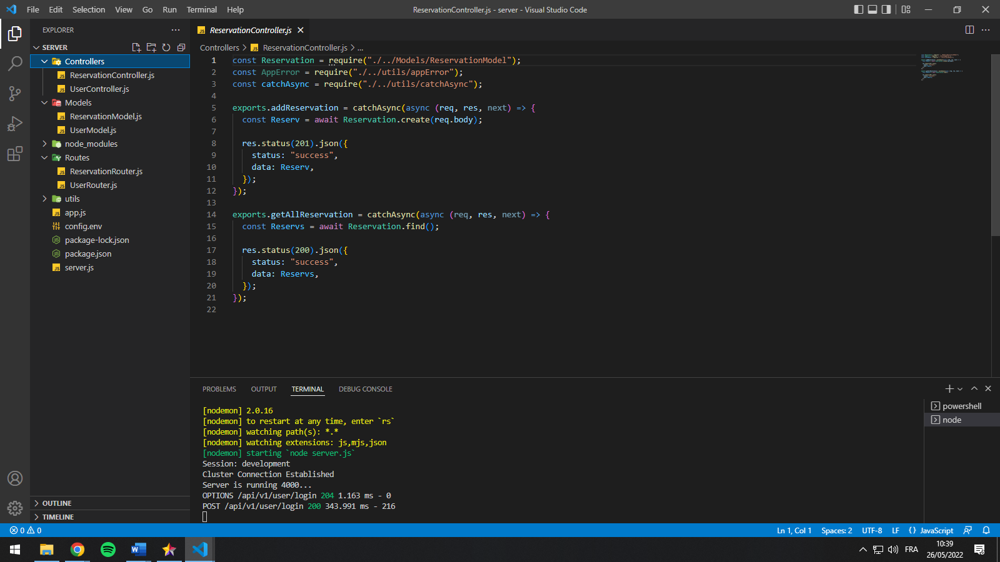 File Edit Selection View Go Run Terminal Help
ReservationController.js - server - Visual Studio Code
EXPLORER
SERVER
Controllers
ReservationController.js
UserController.js
Models
ReservationModel.js
UserModel.js
node_modules
Routes
ReservationRouter.js
UserRouter.js
utils
app.js
config.env
package-lock.json
package.json
server.js
OUTLINE
TIMELINE
ReservationController.js
Controllers > ReservationController.js > ...
1 const Reservation = require("./../Models/ReservationModel");
2 const AppError = require("./../utils/appError");
3 const catchAsync = require("./../utils/catchAsync");
4
5 exports.addReservation = catchAsync(async (req, res, next) => {
6 const Reserv = await Reservation.create(req.body);
7
8 res.status(201).json({
9 status: "success",
10 data: Reserv,
11 });
12 });
13
14 exports.getAllReservation = catchAsync(async (req, res, next) => {
15 const Reservs = await Reservation.find();
16
17 res.status(200).json({
18 status: "success",
19 data: Reservs,
20 });
21 });
22
PROBLEMS OUTPUT TERMINAL DEBUG CONSOLE
[nodemon] 2.0.16
[nodemon] to restart at any time, enter `rs`
[nodemon] watching path(s): *.*
[nodemon] watching extensions: js,mjs,json
[nodemon] starting `node server.js`
Session: development
Cluster Connection Established
Server is running 4000...
OPTIONS /api/v1/user/login 204 1.163 ms - 0
POST /api/v1/user/login 200 343.991 ms - 216
powershell
node
0 0
Ln 1, Col 1 Spaces: 2 UTF-8 LF {} JavaScript
FRA
10:39
26/05/2022